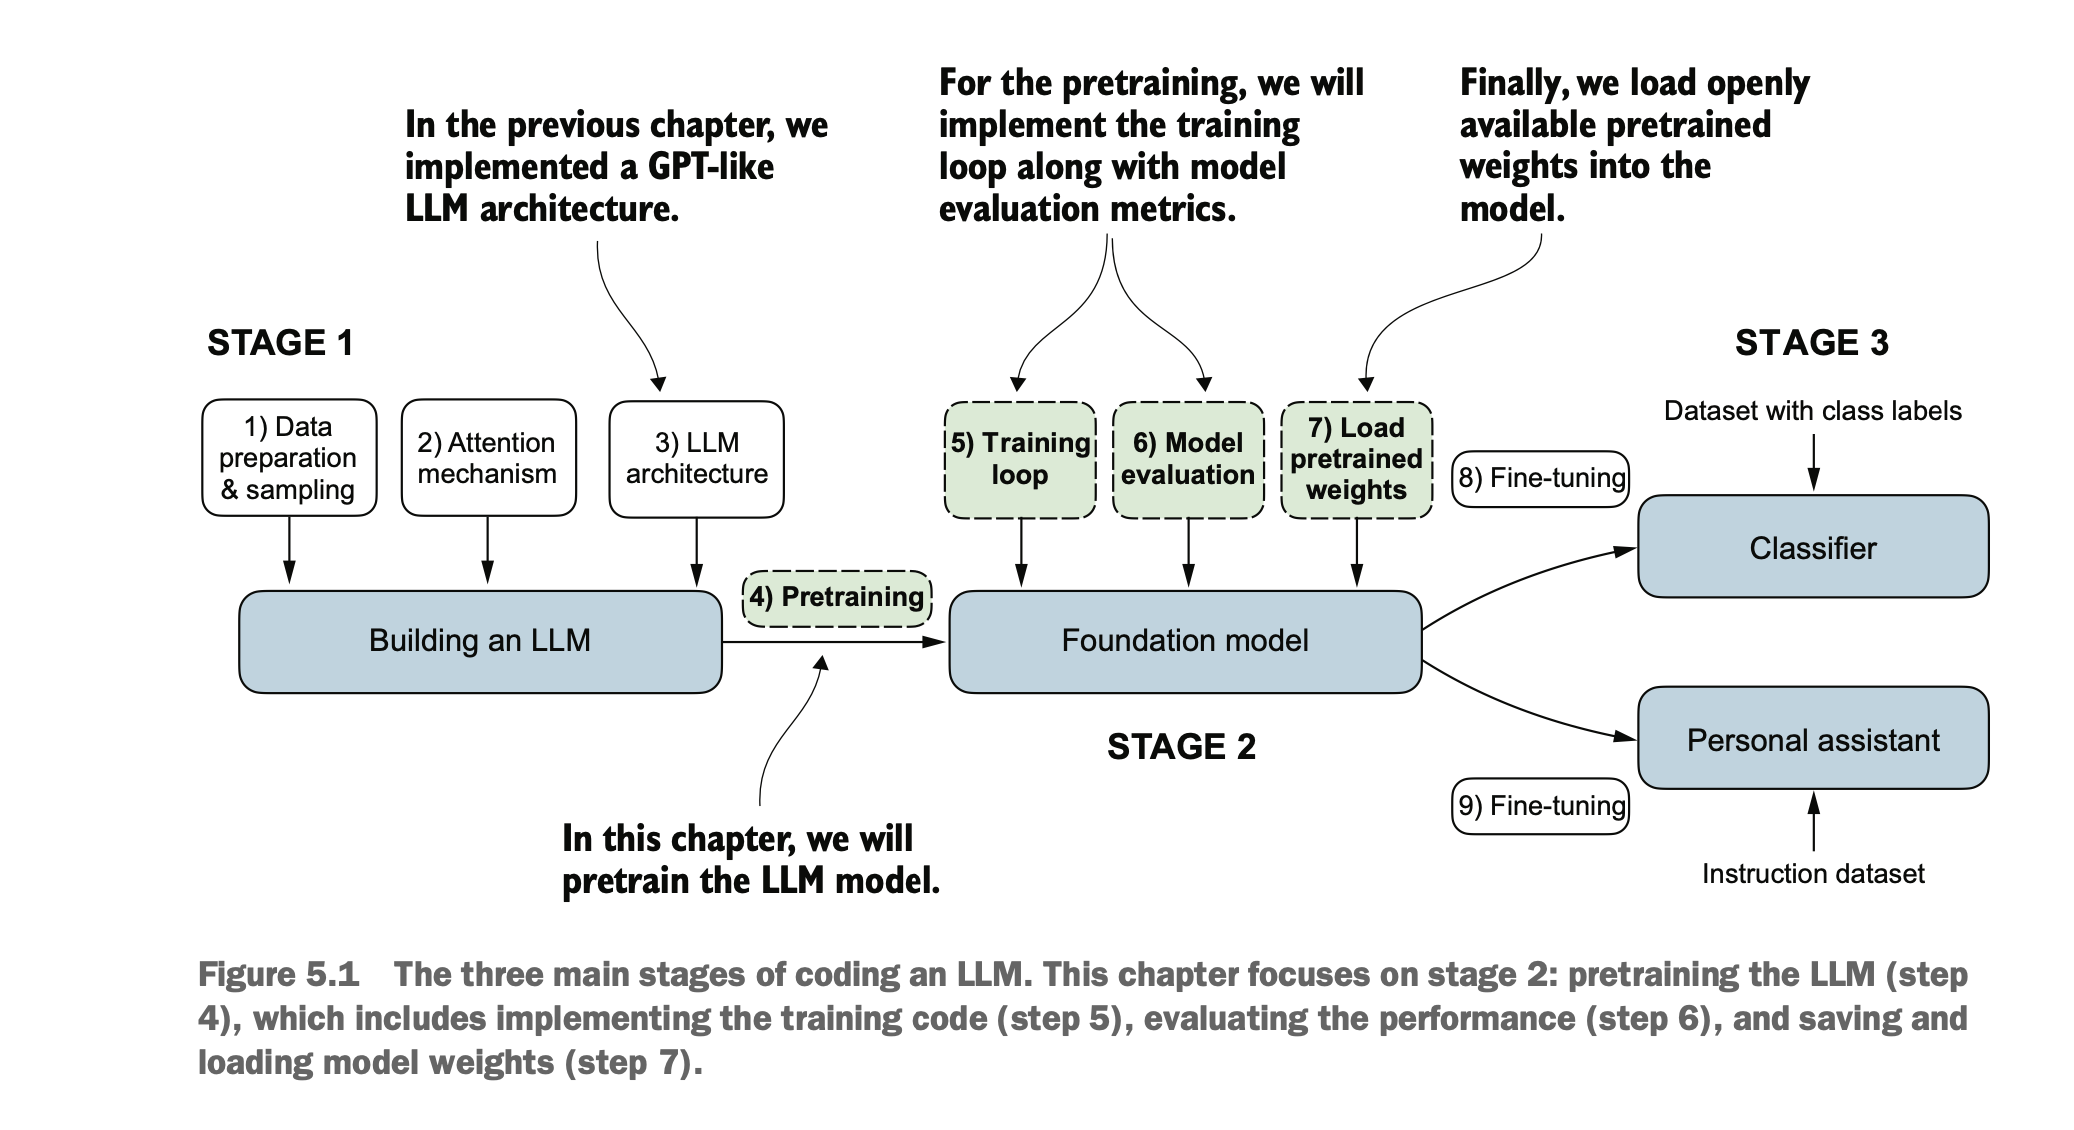 In the previous chapter, we
implemented a GPT-like
LLM architecture.
For the pretraining, we will
implement the training
loop along with model
evaluation metrics.
Finally, we load openly
available pretrained
weights into the
model.
STAGE 1
1) Data
preparation
& sampling
2) Attention
mechanism
3) LLM
architecture
Building an LLM
4) Pretraining
In this chapter, we will
pretrain the LLM model.
5) Training
loop
6) Model
evaluation
7) Load
pretrained
weights
Foundation model
STAGE 2
STAGE 3
Dataset with class labels
8) Fine-tuning
Classifier
Personal assistant
9) Fine-tuning
Instruction dataset
Figure 5.1 The three main stages of coding an LLM. This chapter focuses on stage 2: pretraining the LLM (step
4), which includes implementing the training code (step 5), evaluating the performance (step 6), and saving and
loading model weights (step 7).